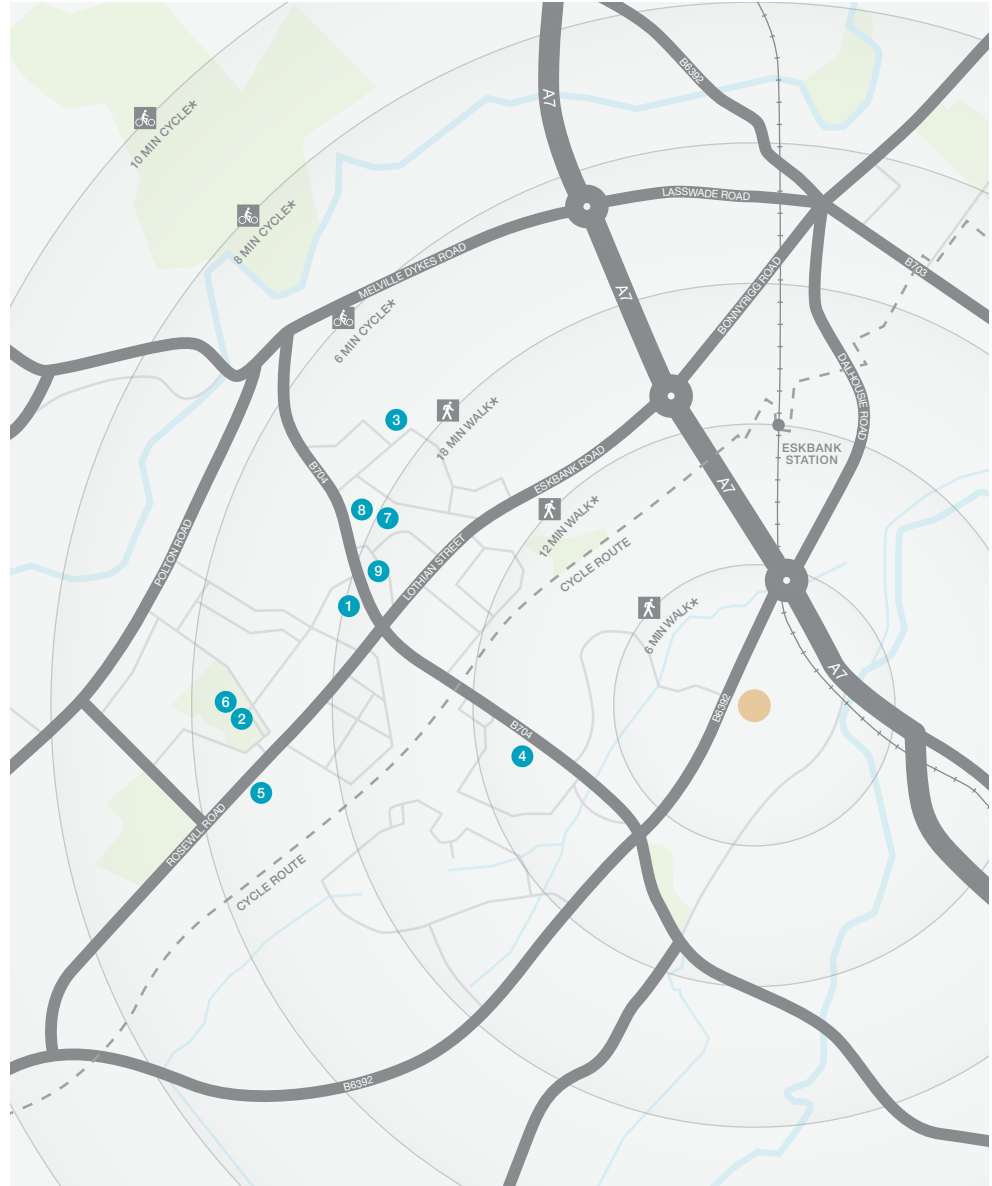 B6392
A7
10 MIN CYCLE*
LASSWADE ROAD
8 MIN CYCLE*
MELVILLE DYKES ROAD
B703
A7
BONNYRIGG ROAD
6 MIN CYCLE*
DALHOUSIE ROAD
3
18 MIN WALK*
ESKBANK
STATION
B704
ESKBANK ROAD
A7
8
7
12 MIN WALK*
POLTON ROAD
CYCLE ROUTE
LOTHIAN STREET
9
1
6 MIN WALK*
A7
6
2
B6392
B704
4
5
ROSEWLL ROAD
CYCLE ROUTE
B6392